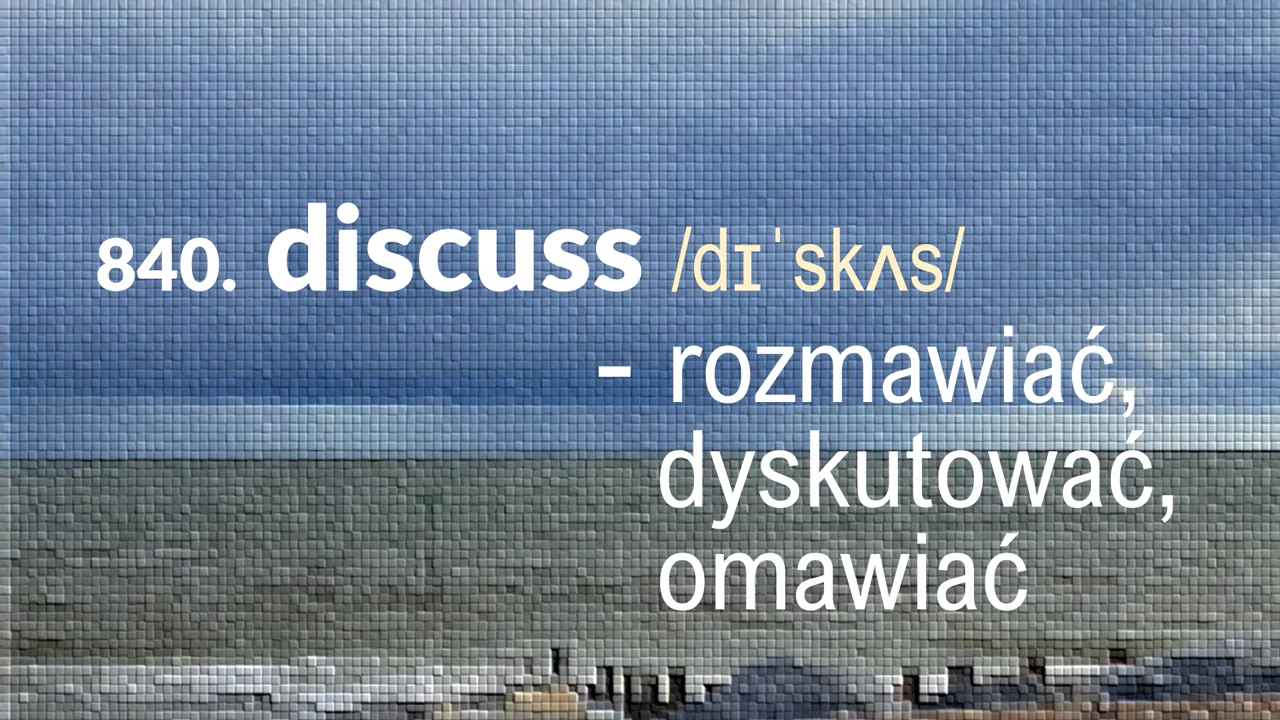 840. discuss /dɪˈskʌs/
- rozmawiać,
dyskutować,
omawiać